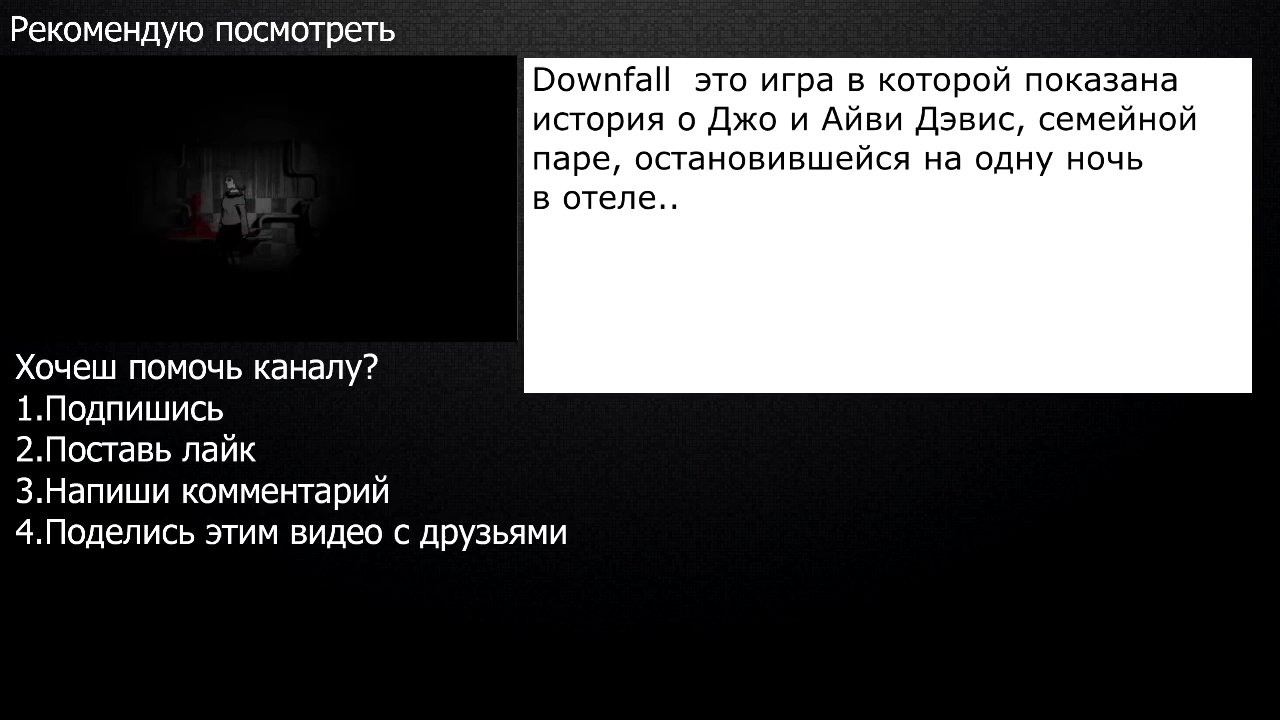 Рекомендую посмотреть
Downfall  это игра в которой показана
история о Джо и Айви Дэвис, семейной
паре, остановившейся на одну ночь
в отеле..
Хочеш помочь каналу?
1.Подпишись
2.Поставь лайк
3.Напиши комментарий
4.Поделись этим видео с друзьями